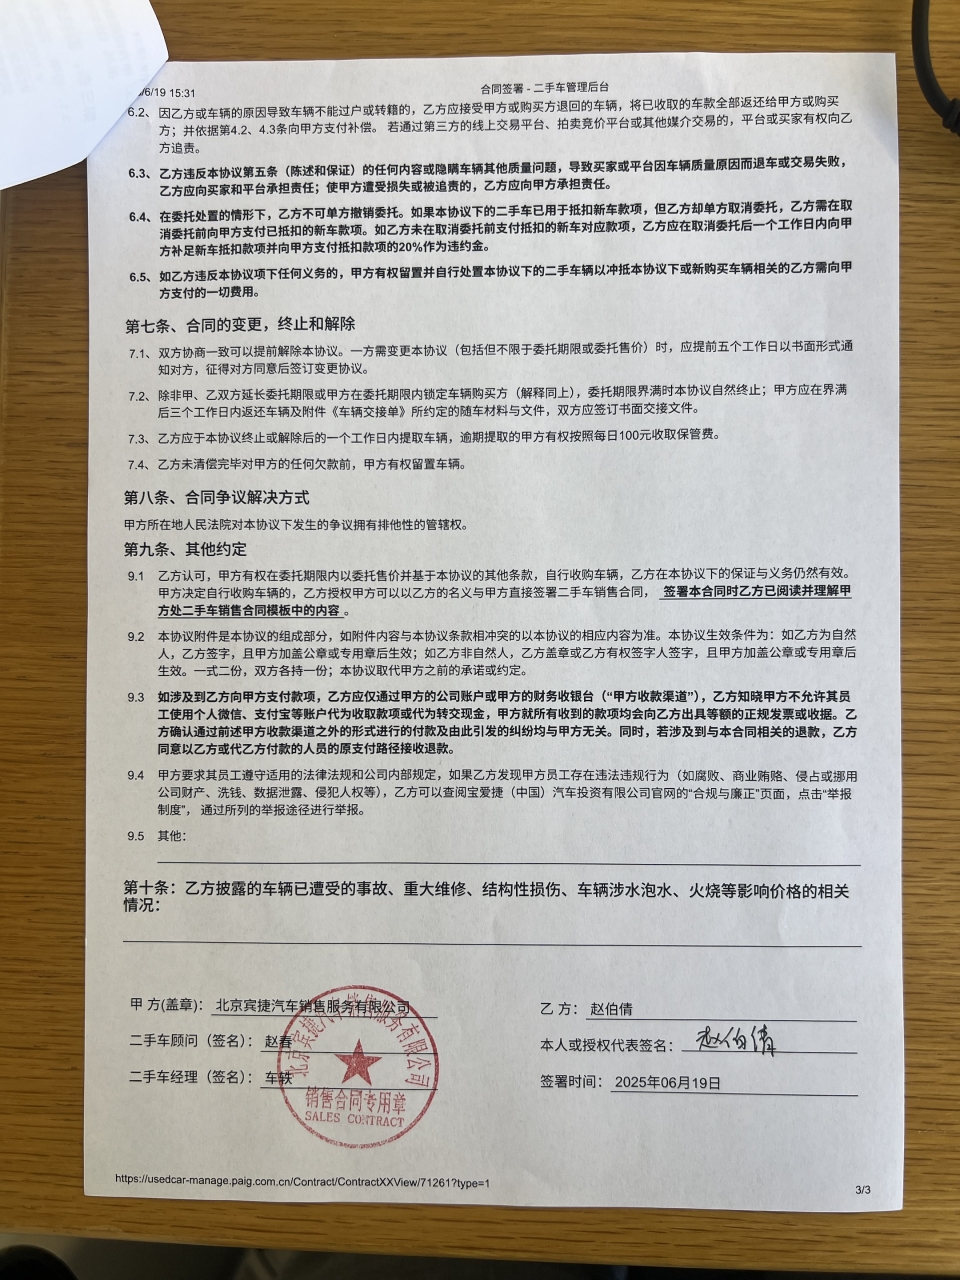 /6/19 15:31
合同签署 - 二手车管理后台
6.2、 因乙方或车辆的原因导致车辆不能过户或转籍的，乙方应接受甲方或购买方退回的车辆，将已收取的车款全部返还给甲方或购买
方；并依据第4.2、4.3条向甲方支付补偿。 若通过第三方的线上交易平台、拍卖竞价平台或其他媒介交易的，平台或买家有权向乙
方追责。
6.3、 乙方违反本协议第五条（陈述和保证）的任何内容或隐瞒车辆其他质量问题，导致买家或平台因车辆质量原因而退车或交易失败，
乙方应向买家和平台承担责任；使甲方遭受损失或被追责的，乙方应向甲方承担责任。
6.4、 在委托处置的情形下，乙方不可单方撤销委托。如果本协议下的二手车已用于抵扣新车款项，但乙方却单方取消委托，乙方需在取
消委托前向甲方支付已抵扣的新车款项。如乙方未在取消委托前支付抵扣的新车对应款项，乙方应在取消委托后一个工作日内向甲
方补足新车抵扣款项并向甲方支付抵扣款项的20%作为违约金。
6.5、 如乙方违反本协议项下任何义务的，甲方有权留置并自行处置本协议下的二手车辆以冲抵本协议下或新购买车辆相关的乙方需向甲
方支付的一切费用。
第七条、合同的变更，终止和解除
7.1、 双方协商一致可以提前解除本协议。一方需变更本协议（包括但不限于委托期限或委托售价）时，应提前五个工作日以书面形式通
知对方，征得对方同意后签订变更协议。
7.2、 除非甲、乙双方延长委托期限或甲方在委托期限内锁定车辆购买方（解释同上），委托期限界满时本协议自然终止；甲方应在界满
后三个工作日内返还车辆及附件《车辆交接单》所约定的随车材料与文件，双方应签订书面交接文件。
7.3、 乙方应于本协议终止或解除后的一个工作日内提取车辆，逾期提取的甲方有权按照每日100元收取保管费。
7.4、 乙方未清偿完毕对甲方的任何欠款前，甲方有权留置车辆。
第八条、合同争议解决方式
甲方所在地人民法院对本协议下发生的争议拥有排他性的管辖权。
第九条、其他约定
9.1 乙方认可，甲方有权在委托期限内以委托售价并基于本协议的其他条款，自行收购车辆，乙方在本协议下的保证与义务仍然有效。
甲方决定自行收购车辆的，乙方授权甲方可以以乙方的名义与甲方直接签署二手车销售合同， 签署本合同时乙方已阅读并理解甲
方处二手车销售合同模板中的内容 。
9.2 本协议附件是本协议的组成部分，如附件内容与本协议条款相冲突的以本协议的相应内容为准。本协议生效条件为：如乙方为自然
人，乙方签字，且甲方加盖公章或专用章后生效；如乙方非自然人，乙方盖章或乙方有权签字人签字，且甲方加盖公章或专用章后
生效。一式二份，双方各持一份；本协议取代甲方之前的承诺或约定。
9.3 如涉及到乙方向甲方支付款项，乙方应仅通过甲方的公司账户或甲方的财务收银台（“甲方收款渠道”），乙方知晓甲方不允许其员
工使用个人微信、支付宝等账户代为收取款项或代为转交现金，甲方就所有收到的款项均会向乙方出具等额的正规发票或收据。乙
方确认通过前述甲方收款渠道之外的形式进行的付款及由此引发的纠纷均与甲方无关。同时，若涉及到与本合同相关的退款，乙方
同意以乙方或代乙方付款的人员的原支付路径接收退款。
9.4 甲方要求其员工遵守适用的法律法规和公司内部规定，如果乙方发现甲方员工存在违法违规行为（如腐败、商业贿赂、侵占或挪用
公司财产、洗钱、数据泄露、侵犯人权等），乙方可以查阅宝爱捷（中国）汽车投资有限公司官网的“合规与廉正”页面，点击“举报
制度”， 通过所列的举报途径进行举报。
9.5 其他：
第十条：乙方披露的车辆已遭受的事故、重大维修、结构性损伤、车辆涉水泡水、火烧等影响价格的相关
情况：
甲 方(盖章)： 北京宾捷汽车销售服务有限公司
乙 方： 赵伯倩
二手车顾问（签名）： 赵春
本人或授权代表签名： 赵伯倩
二手车经理（签名）： 车轶
签署时间： 2025年06月19日
北京宾捷汽车销售服务有限公司
销售合同专用章
SALES CONTRACT
https://usedcar-manage.paig.com.cn/Contract/ContractXXView/71261?type=1
3/3